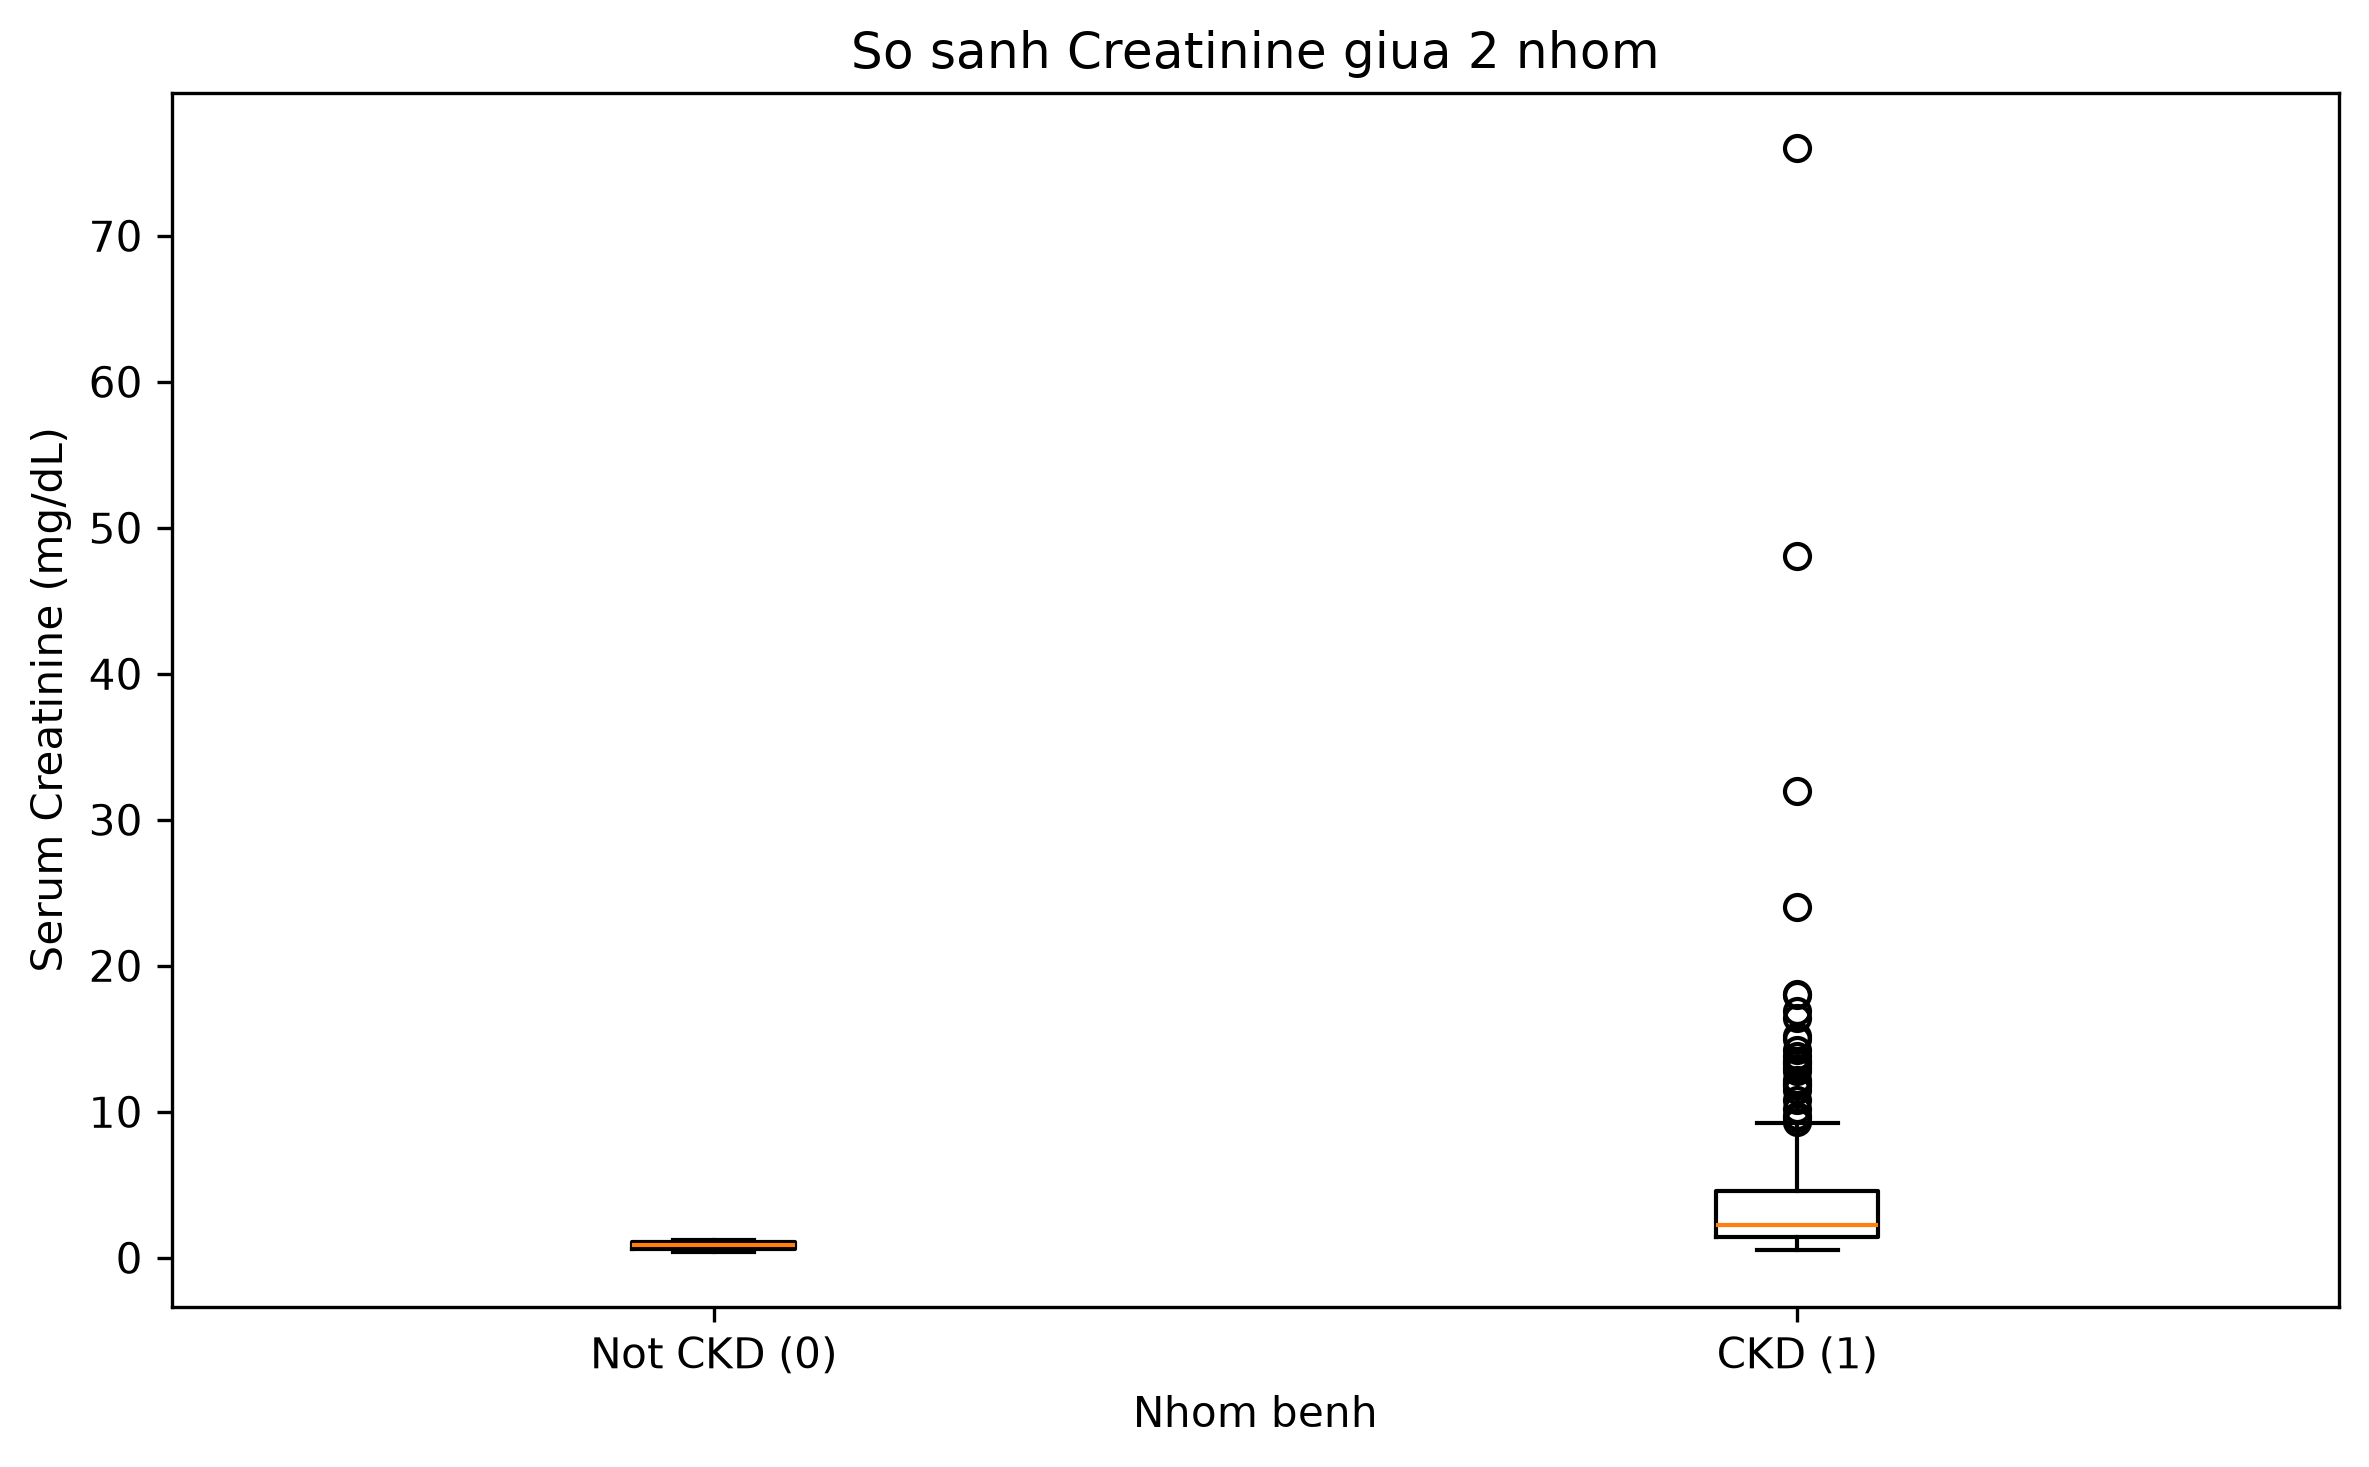 So sanh Creatinine giua 2 nhom
Serum Creatinine (mg/dL)
70
60
50
40
30
20
10
0
Not CKD (0)
CKD (1)
Nhom benh